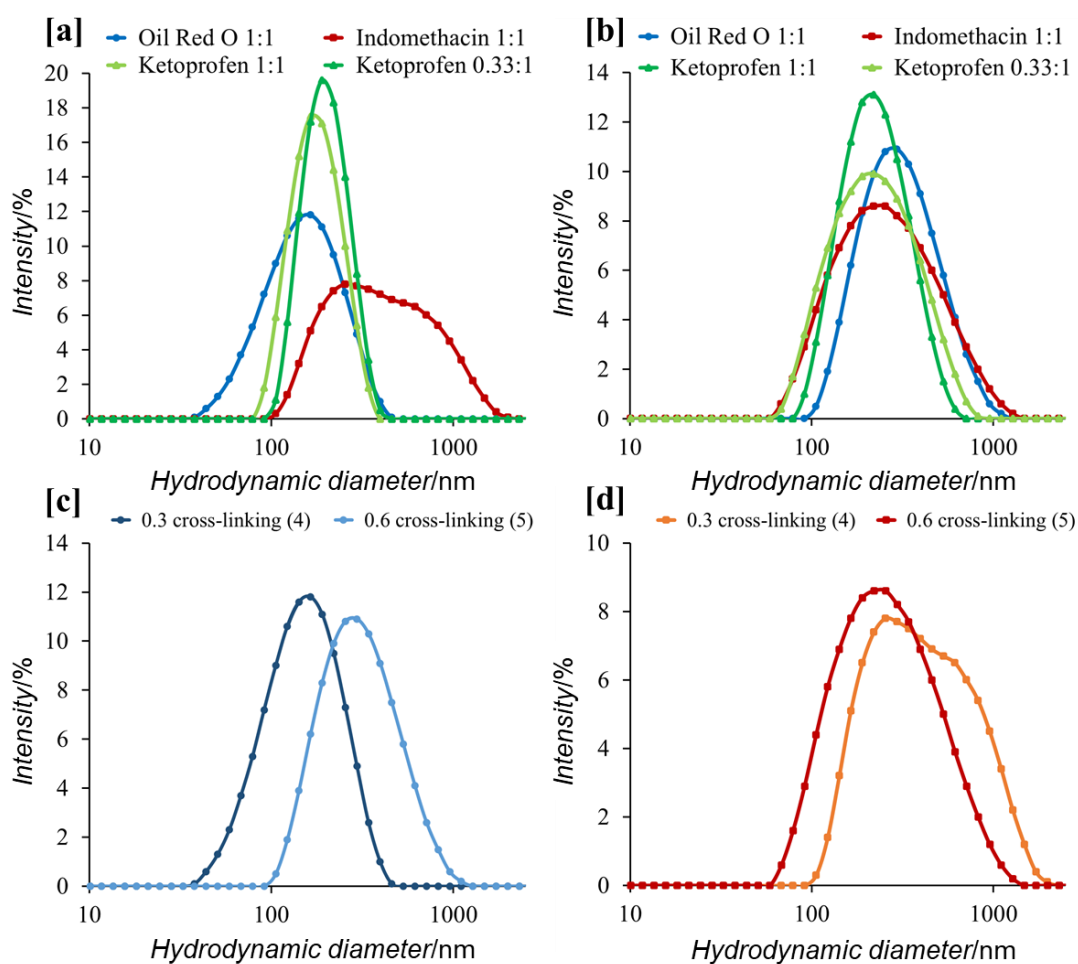 [a]
Oil Red O 1:1
Indomethacin 1:1
Ketoprofen 1:1
Ketoprofen 0.33:1
20
18
16
14
12
10
8
6
4
2
0
Intensity/%
10
100
1000
Hydrodynamic diameter/nm
[b]
Oil Red O 1:1
Indomethacin 1:1
Ketoprofen 1:1
Ketoprofen 0.33:1
14
12
10
8
6
4
2
0
Intensity/%
10
100
1000
Hydrodynamic diameter/nm
[c]
0.3 cross-linking (4)
0.6 cross-linking (5)
14
12
10
8
6
4
2
0
Intensity/%
10
100
1000
Hydrodynamic diameter/nm
[d]
0.3 cross-linking (4)
0.6 cross-linking (5)
10
8
6
4
2
0
Intensity/%
10
100
1000
Hydrodynamic diameter/nm